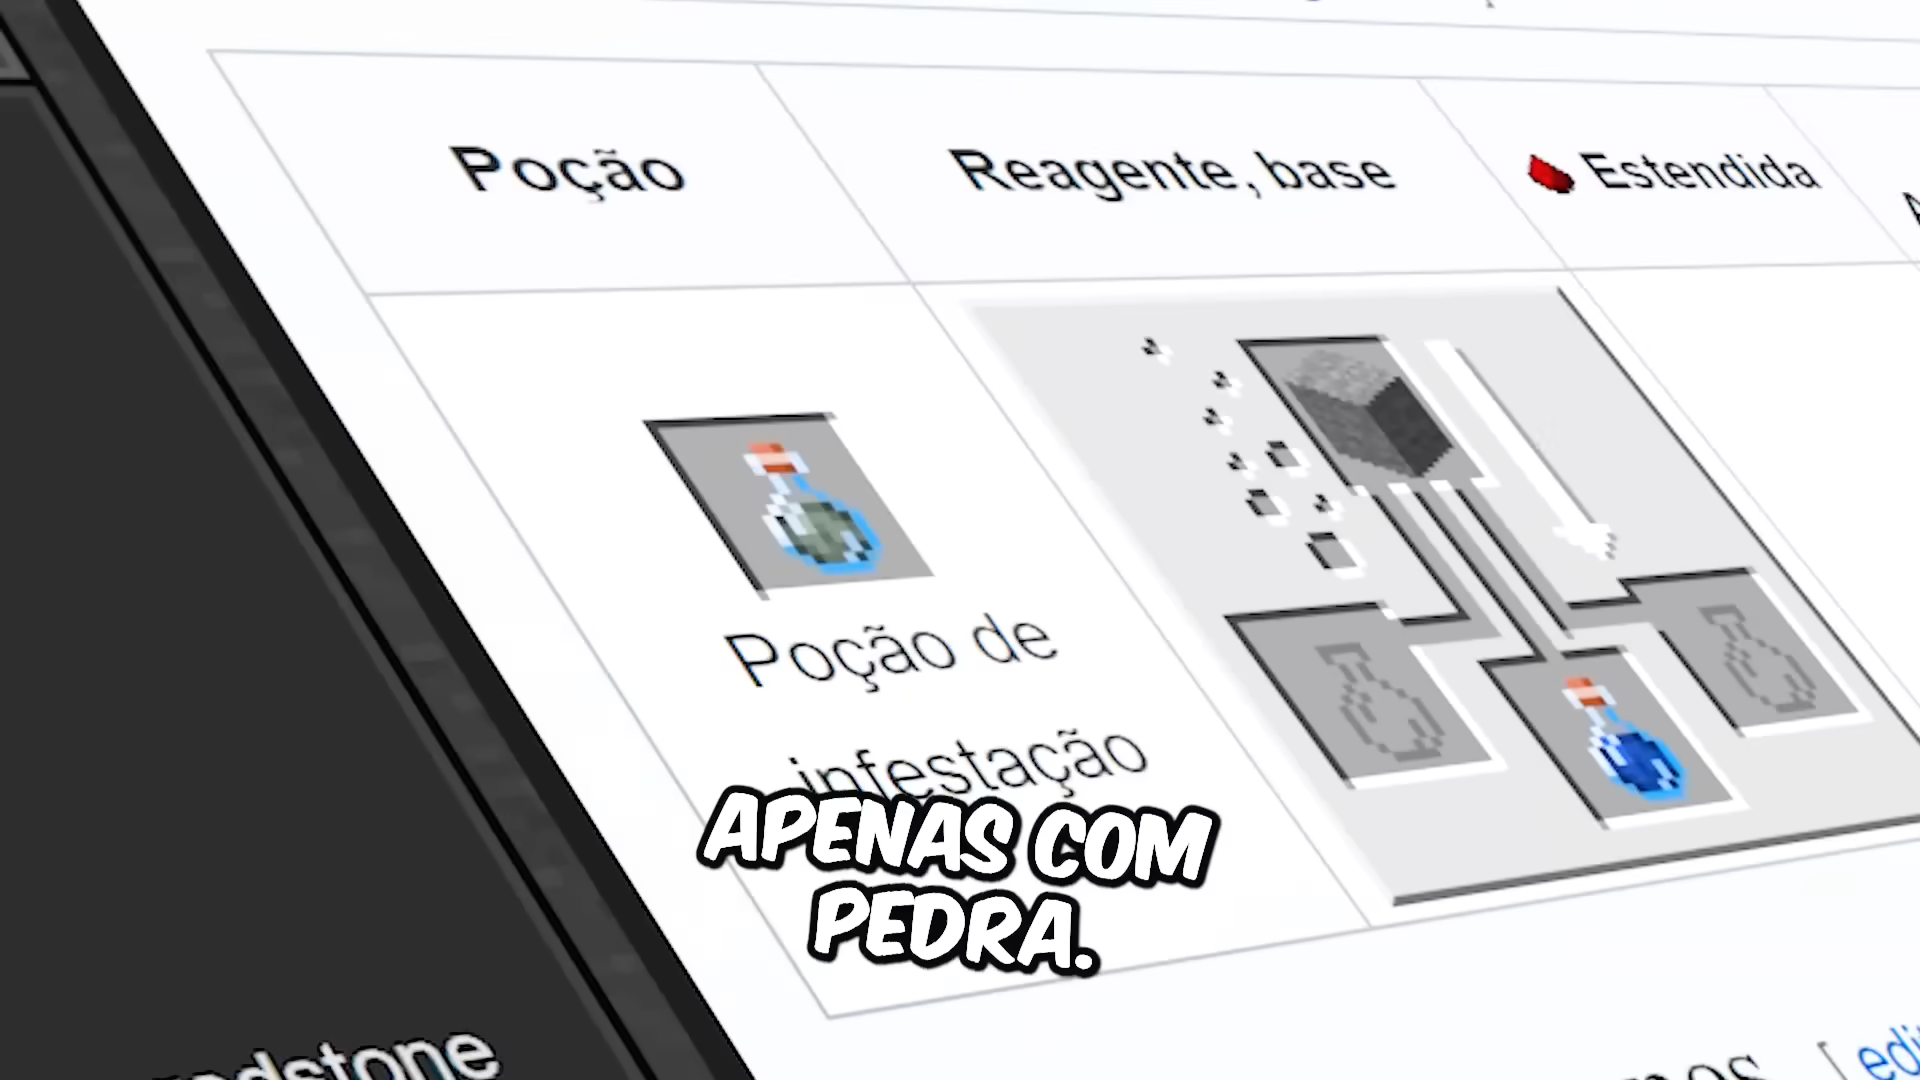 Poção
Reagente, base
Estendida
Poção de
infestação
APENAS COM
PEDRA.